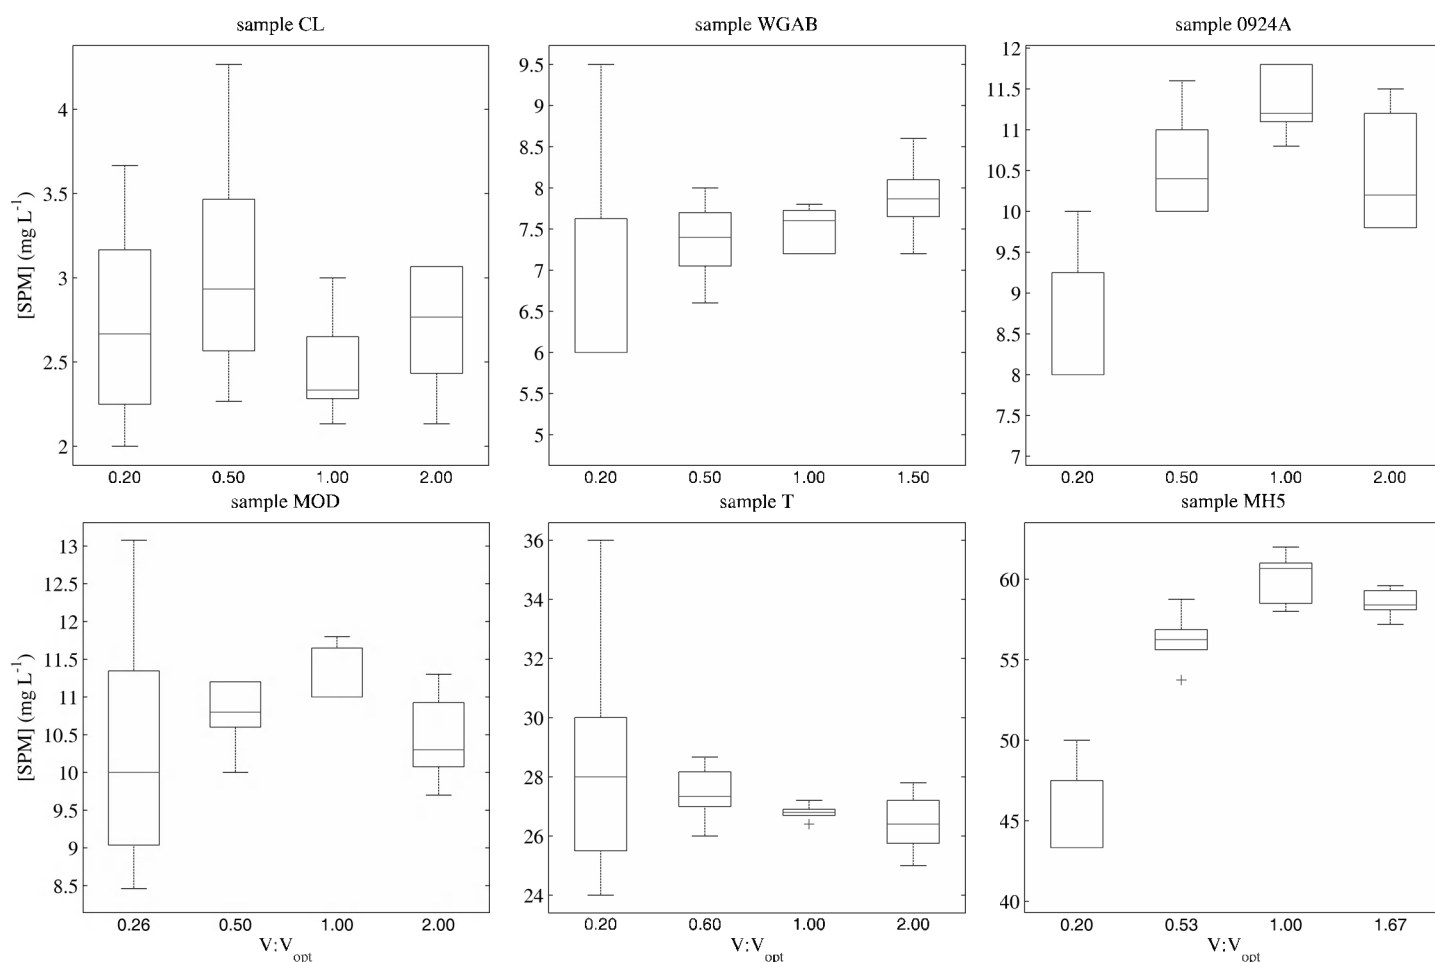 sample CL
sample WGAB
sample 0924A
[SPM] (mg L⁻¹)
4
3.5
3
2.5
2
0.20 0.50 1.00 2.00
9.5
9
8.5
8
7.5
7
6.5
6
5.5
5
0.20 0.50 1.00 1.50
12
11.5
11
10.5
10
9.5
9
8.5
8
7.5
7
0.20 0.50 1.00 2.00
sample MOD
sample T
sample MH5
[SPM] (mg L⁻¹)
13
12.5
12
11.5
11
10.5
10
9.5
9
8.5
0.26 0.50 1.00 2.00
V:Vopt
36
34
32
30
28
26
24
0.20 0.60 1.00 2.00
V:Vopt
60
55
50
45
40
0.20 0.53 1.00 1.67
V:Vopt